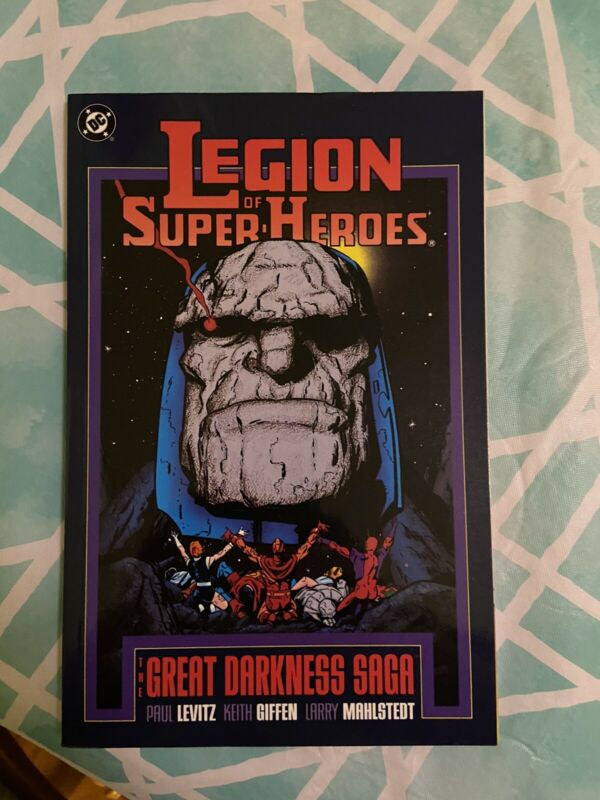 DC
LEGION
OF
SUPER-HEROES®
THE
GREAT DARKNESS SAGA
PAUL LEVITZ KEITH GIFFEN LARRY MAHLSTEDT